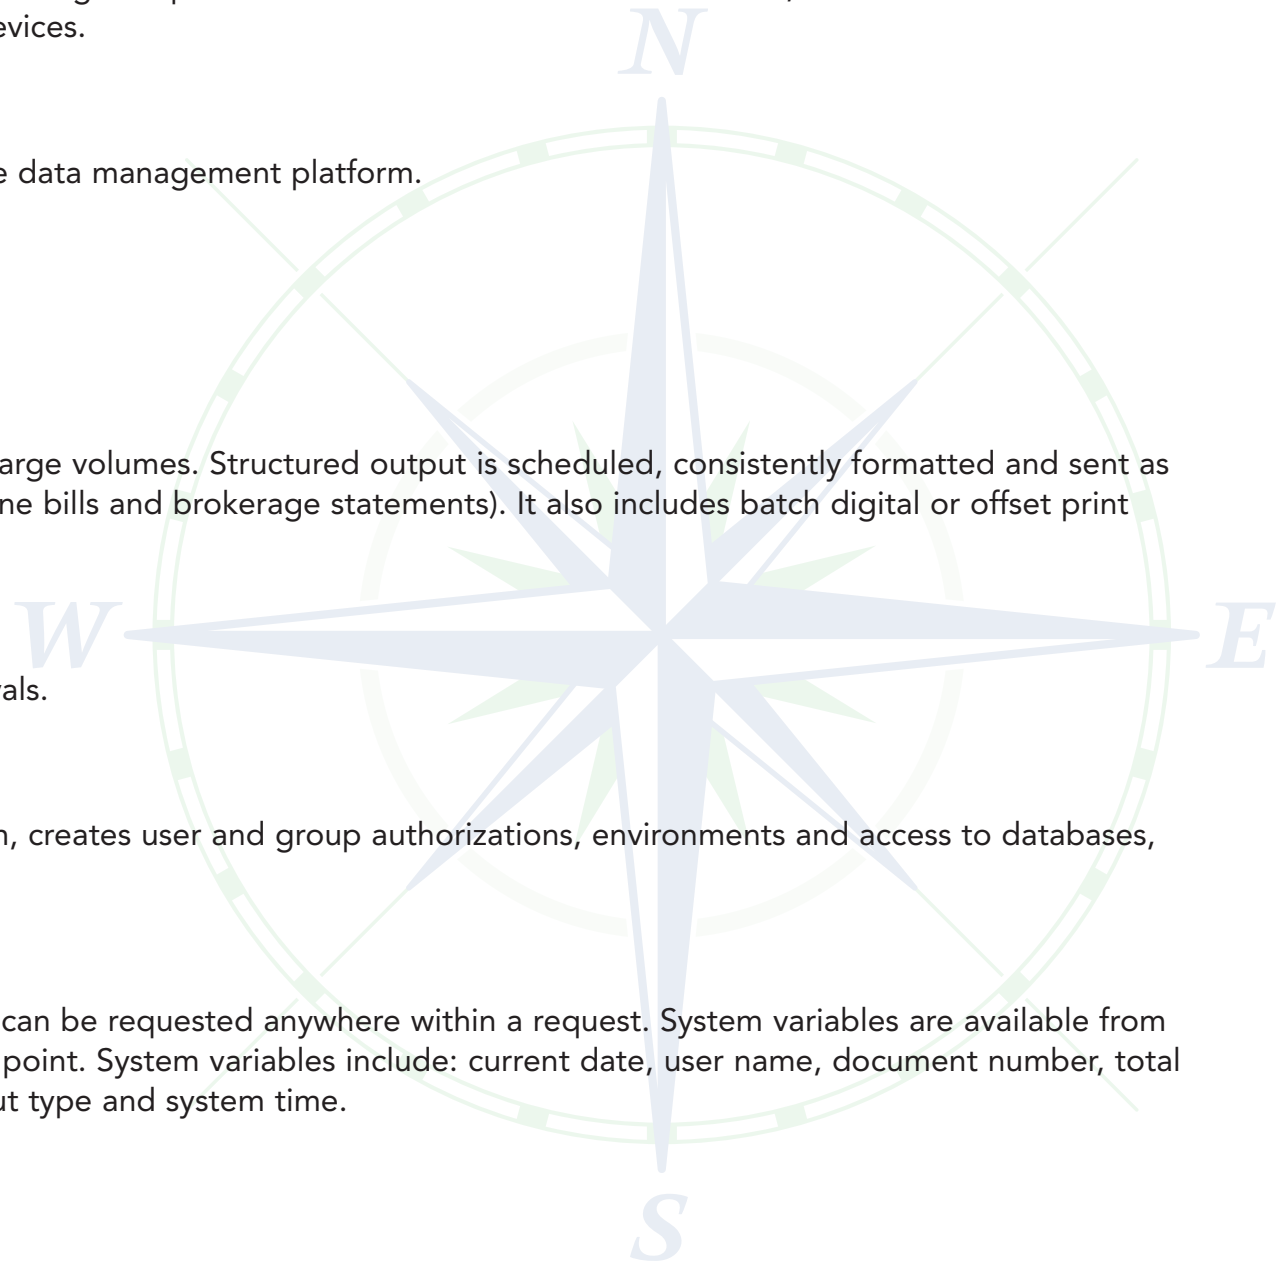 evices.
N
e data management platform.
arge volumes. Structured output is scheduled, consistently formatted and sent as
ne bills and brokerage statements). It also includes batch digital or offset print
W
E
vals.
n, creates user and group authorizations, environments and access to databases,
can be requested anywhere within a request. System variables are available from
point. System variables include: current date, user name, document number, total
ut type and system time.
S